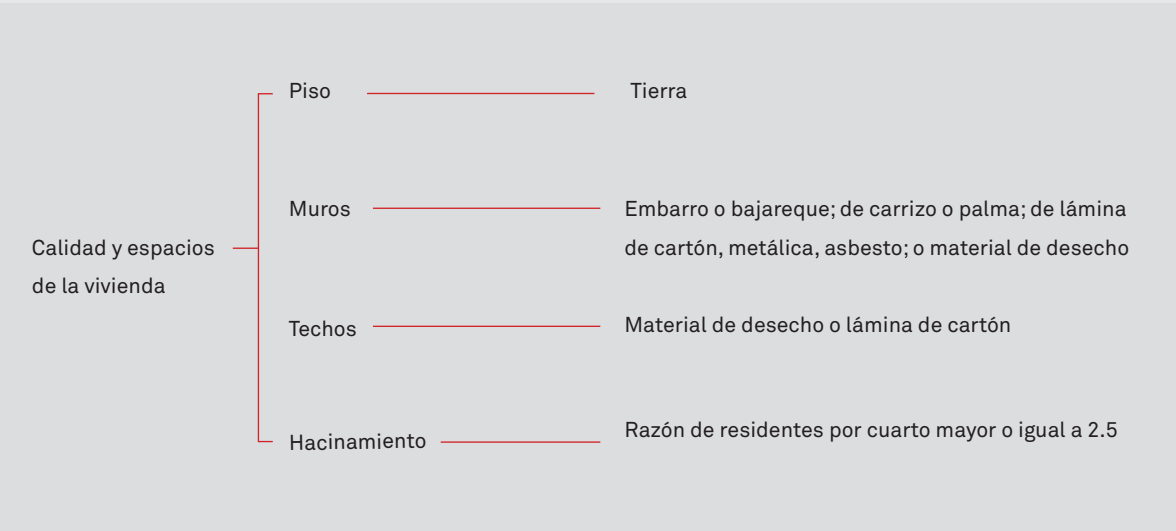 Piso
Tierra
Muros
Embarro o bajareque; de carrizo o palma; de lámina
de cartón, metálica, asbesto; o material de desecho
Calidad y espacios
de la vivienda
Techos
Material de desecho o lámina de cartón
Hacinamiento
Razón de residentes por cuarto mayor o igual a 2.5